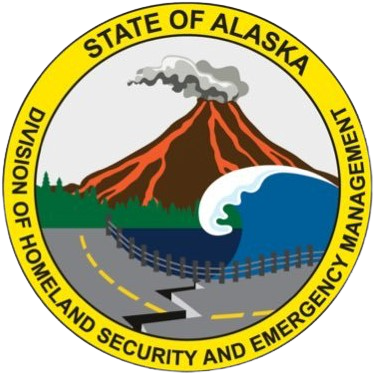 STATE OF ALASKA
DIVISION OF HOMELAND SECURITY AND EMERGENCY MANAGEMENT